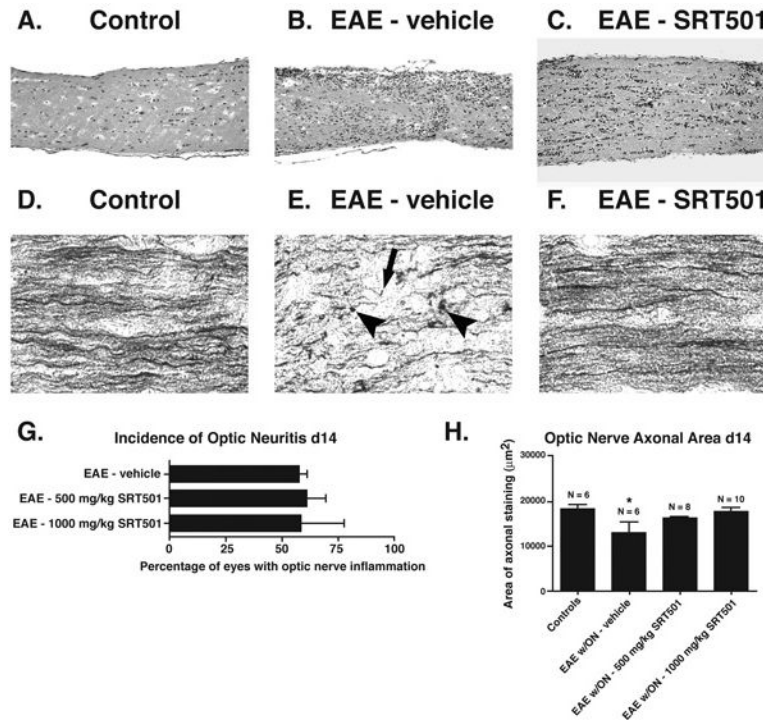 A. Control
B. EAE - vehicle
C. EAE - SRT501
D. Control
E. EAE - vehicle
F. EAE - SRT501
G.
Incidence of Optic Neuritis d14
EAE - vehicle
EAE - 500 mg/kg SRT501
EAE - 1000 mg/kg SRT501
0 25 50 75 100
Percentage of eyes with optic nerve inflammation
H.
Optic Nerve Axonal Area d14
Area of axonal staining (μm²)
30000
20000
10000
0
N = 6
*
N = 6
N = 8
N = 10
Controls
EAE w/ON - vehicle
EAE w/ON - 500 mg/kg SRT501
EAE w/ON - 1000 mg/kg SRT501